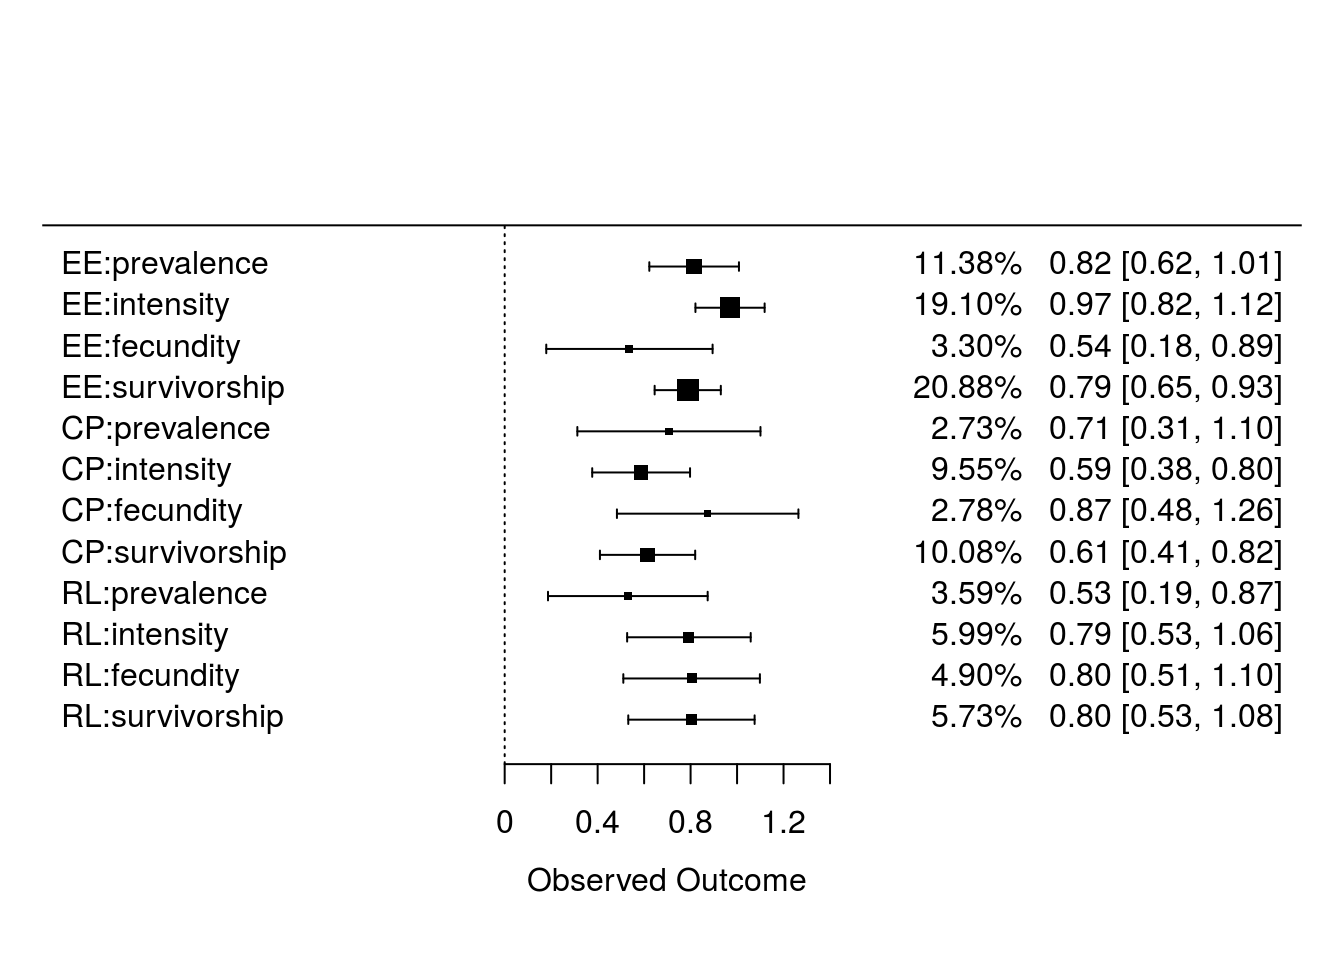 EE:prevalence 11.38% 0.82 [0.62, 1.01]
EE:intensity 19.10% 0.97 [0.82, 1.12]
EE:fecundity 3.30% 0.54 [0.18, 0.89]
EE:survivorship 20.88% 0.79 [0.65, 0.93]
CP:prevalence 2.73% 0.71 [0.31, 1.10]
CP:intensity 9.55% 0.59 [0.38, 0.80]
CP:fecundity 2.78% 0.87 [0.48, 1.26]
CP:survivorship 10.08% 0.61 [0.41, 0.82]
RL:prevalence 3.59% 0.53 [0.19, 0.87]
RL:intensity 5.99% 0.79 [0.53, 1.06]
RL:fecundity 4.90% 0.80 [0.51, 1.10]
RL:survivorship 5.73% 0.80 [0.53, 1.08]
0 0.4 0.8 1.2
Observed Outcome